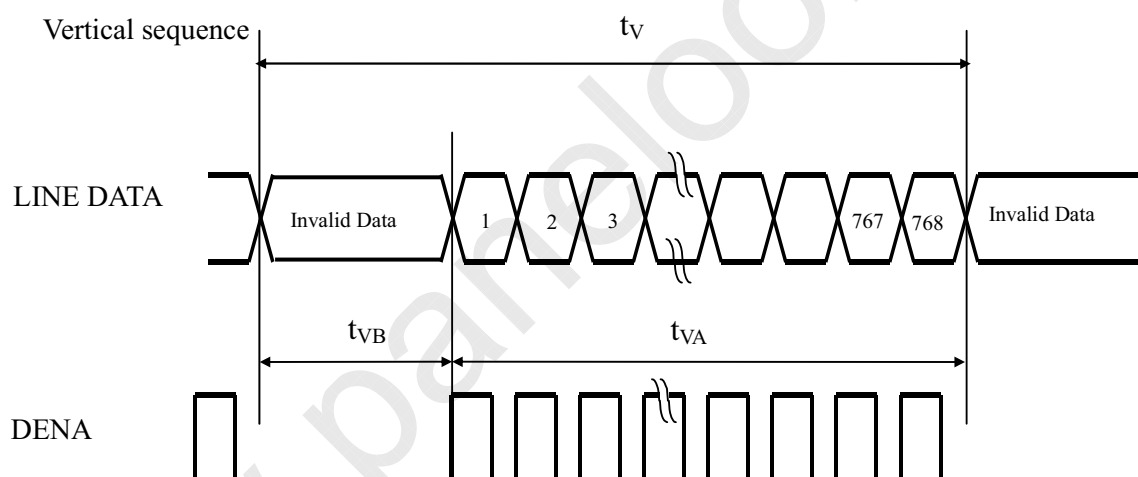 Vertical sequence
tV
LINE DATA
Invalid Data
1
2
3
767
768
Invalid Data
tVB
tVA
DENA